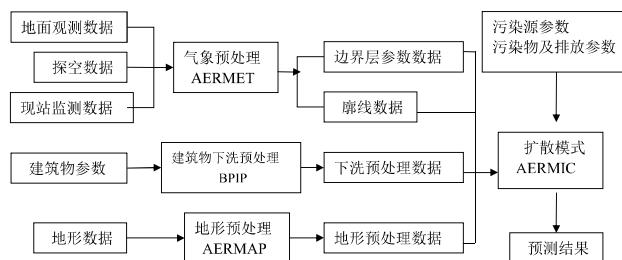 地面观测数据
探空数据
现站监测数据
气象预处理
AERMET
边界层参数数据
廓线数据
污染源参数
污染物及排放参数
建筑物参数
建筑物下洗预处理
BPIP
下洗预处理数据
扩散模式
AERMIC
地形数据
地形预处理
AERMAP
地形预处理数据
预测结果